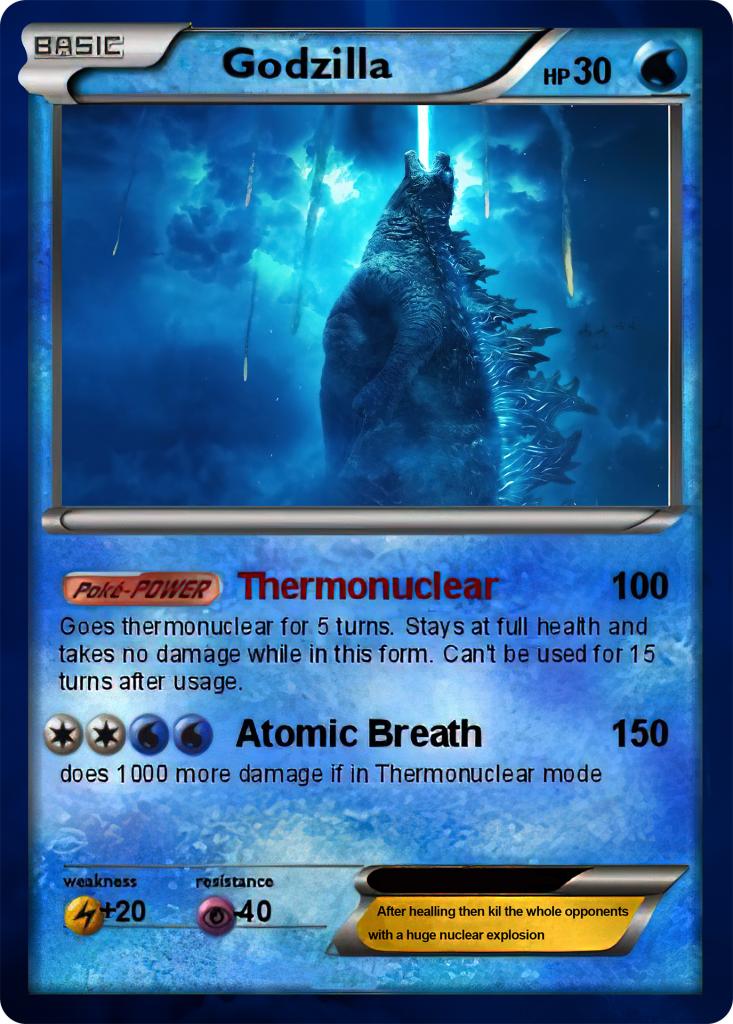 BASIC
Godzilla
HP 30
Poké-POWER Thermonuclear 100
Goes thermonuclear for 5 turns. Stays at full health and
takes no damage while in this form. Can't be used for 15
turns after usage.
Atomic Breath 150
does 1000 more damage if in Thermonuclear mode
weakness resistance
+20 -40
After healling then kil the whole opponents
with a huge nuclear explosion